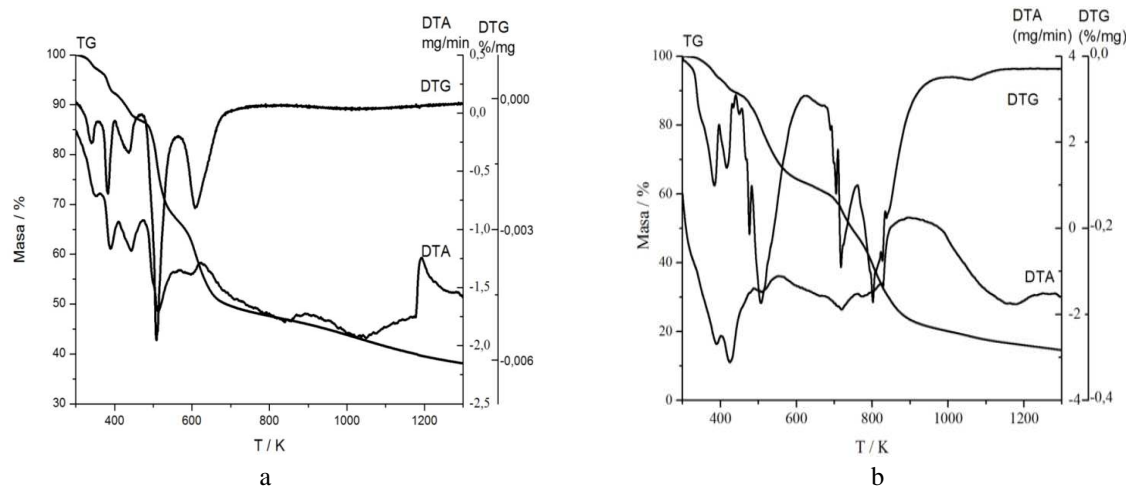 DTA
mg/min
DTG
%/mg
TG
100
90
80
70
60
50
40
30
Masa / %
0,5
0,0
-0,5
-1,0
-1,5
-2,0
-2,5
0,000
-0,003
-0,006
DTG
DTA
400
600
800
1000
1200
T / K
a
DTA
(mg/min)
DTG
(%/mg)
TG
100
80
60
40
20
0
Masa / %
4
2
0
-2
-4
0,0
-0,2
-0,4
DTG
DTA
400
600
800
1000
1200
T / K
b